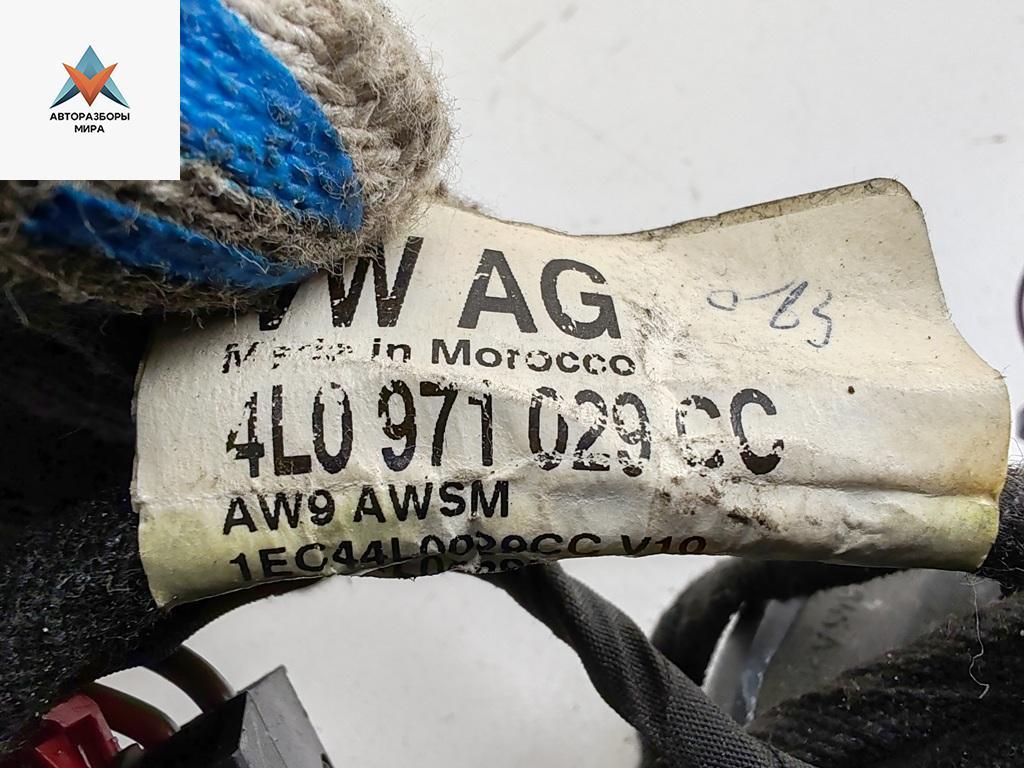 АВТОРАЗБОРЫ
МИРА
VW AG
Made in Morocco
4L0 971 029 CC
AW9 AWSM
1EC44L0029CC V10